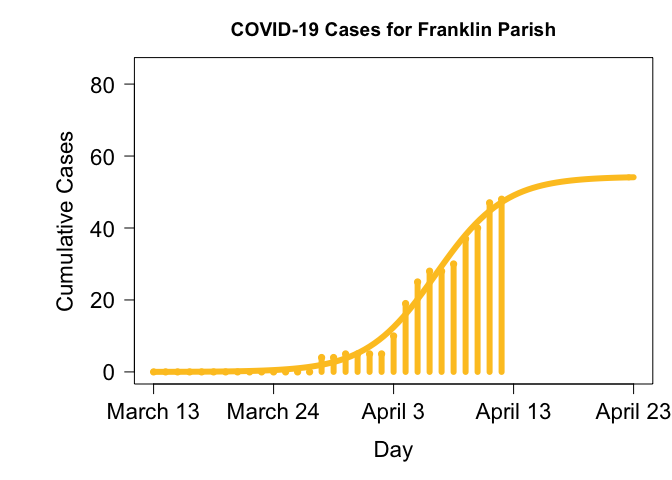 COVID-19 Cases for Franklin Parish
80
60
40
20
0
Cumulative Cases
March 13 March 24 April 3 April 13 April 23
Day